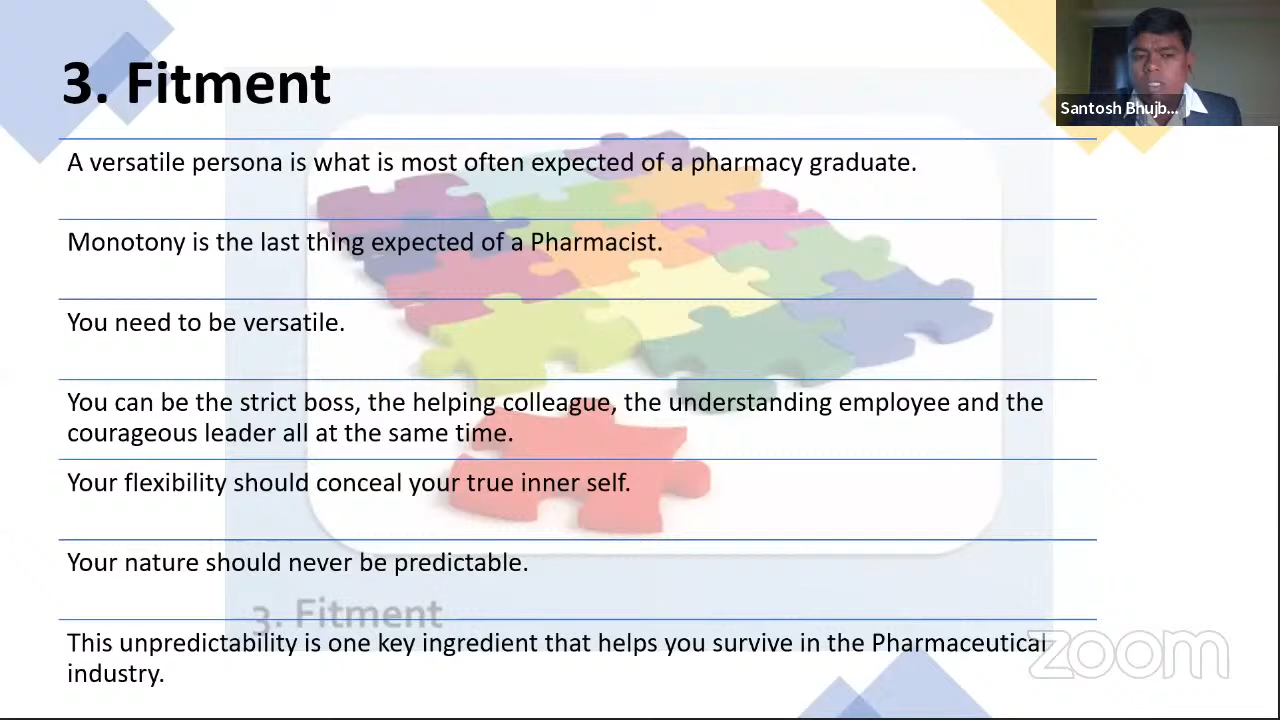 3. Fitment
Santosh Bhujb...
A versatile persona is what is most often expected of a pharmacy graduate.
Monotony is the last thing expected of a Pharmacist.
You need to be versatile.
You can be the strict boss, the helping colleague, the understanding employee and the
courageous leader all at the same time.
Your flexibility should conceal your true inner self.
Your nature should never be predictable.
3. Fitment
This unpredictability is one key ingredient that helps you survive in the Pharmaceutical
industry.
zoom